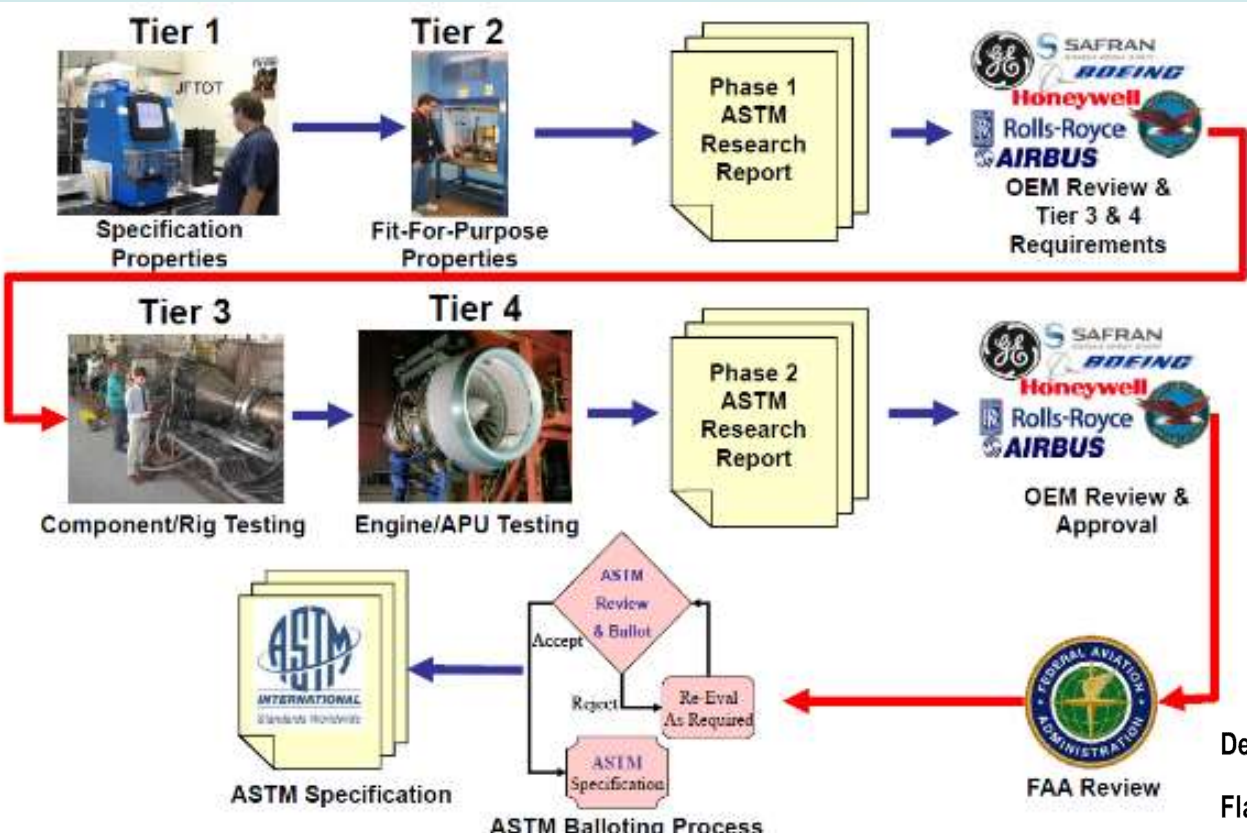 Tier 1
Tier 2
JFTOT
Specification
Properties
Fit-For-Purpose
Properties
Phase 1
ASTM
Research
Report
GE
SAFRAN
BOEING
Honeywell
Rolls-Royce
AIRBUS
OEM Review &
Tier 3 & 4
Requirements
Tier 3
Tier 4
Component/Rig Testing
Engine/APU Testing
Phase 2
ASTM
Research
Report
GE
SAFRAN
BOEING
Honeywell
Rolls-Royce
AIRBUS
OEM Review &
Approval
ASTM
INTERNATIONAL
Standards Worldwide
ASTM Specification
ASTM
Review
& Ballot
Accept
Reject
Re-Eval
As Required
ASTM
Specification
ASTM Balloting Process
FEDERAL AVIATION
ADMINISTRATION
FAA Review
De
Fla